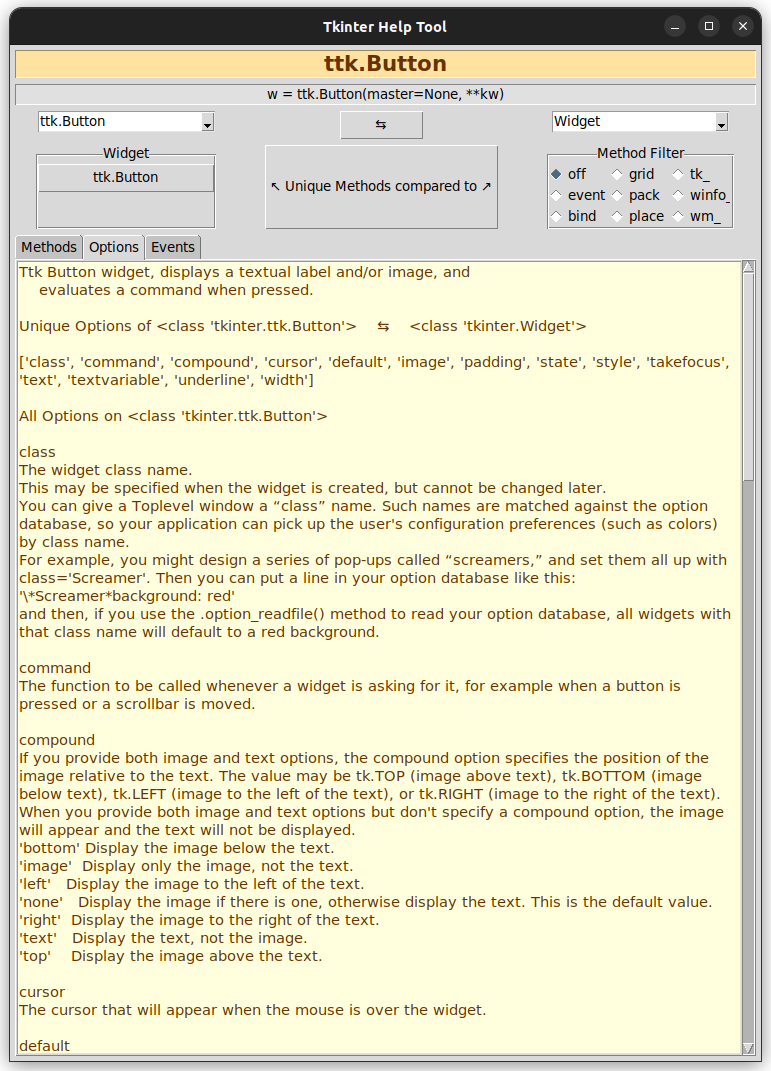 Tkinter Help Tool
ttk.Button
w = ttk.Button(master=None, **kw)
ttk.Button
⇆
Widget
Widget
ttk.Button
↖ Unique Methods compared to ↗
Method Filter
off grid tk_
event pack winfo_
bind place wm_
Methods Options Events
Ttk Button widget, displays a textual label and/or image, and
evaluates a command when pressed.
Unique Options of <class 'tkinter.ttk.Button'> ⇆ <class 'tkinter.Widget'>
['class', 'command', 'compound', 'cursor', 'default', 'image', 'padding', 'state', 'style', 'takefocus',
'text', 'textvariable', 'underline', 'width']
All Options on <class 'tkinter.ttk.Button'>
class
The widget class name.
This may be specified when the widget is created, but cannot be changed later.
You can give a Toplevel window a “class” name. Such names are matched against the option
database, so your application can pick up the user's configuration preferences (such as colors)
by class name.
For example, you might design a series of pop-ups called “screamers,” and set them all up with
class='Screamer'. Then you can put a line in your option database like this:
'\*Screamer*background: red'
and then, if you use the .option_readfile() method to read your option database, all widgets with
that class name will default to a red background.
command
The function to be called whenever a widget is asking for it, for example when a button is
pressed or a scrollbar is moved.
compound
If you provide both image and text options, the compound option specifies the position of the
image relative to the text. The value may be tk.TOP (image above text), tk.BOTTOM (image
below text), tk.LEFT (image to the left of the text), or tk.RIGHT (image to the right of the text).
When you provide both image and text options but don't specify a compound option, the image
will appear and the text will not be displayed.
'bottom' Display the image below the text.
'image' Display only the image, not the text.
'left' Display the image to the left of the text.
'none' Display the image if there is one, otherwise display the text. This is the default value.
'right' Display the image to the right of the text.
'text' Display the text, not the image.
'top' Display the image above the text.
cursor
The cursor that will appear when the mouse is over the widget.
default